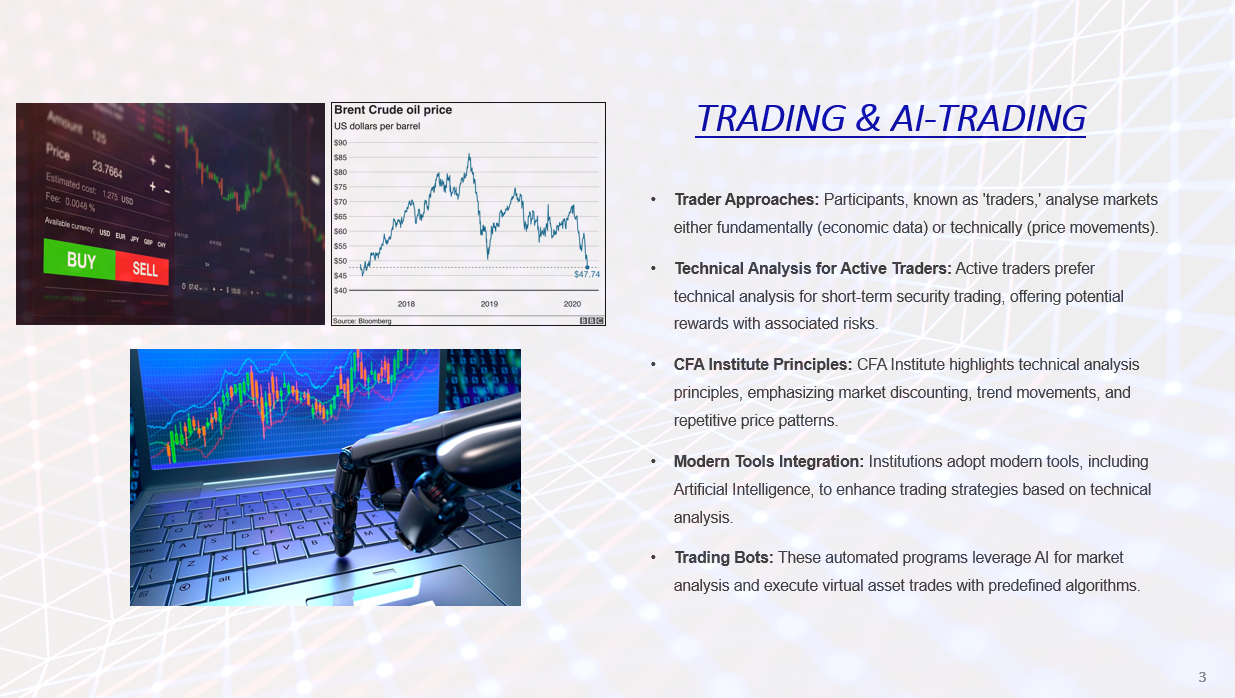 TRADING & AI-TRADING
Amount 125
Price 23.7664
Estimated cost: 1.275 USD
Fee: 0.0048 %
Available currency: USD EUR JPY GBP CHY
BUY SELL
Brent Crude oil price
US dollars per barrel
$90
$85
$80
$75
$70
$65
$60
$55
$50
$45
$40
$47.74
2018 2019 2020
Source: Bloomberg BBC
A S D F
Z X C V B
alt
• Trader Approaches: Participants, known as 'traders,' analyse markets
either fundamentally (economic data) or technically (price movements).
• Technical Analysis for Active Traders: Active traders prefer
technical analysis for short-term security trading, offering potential
rewards with associated risks.
• CFA Institute Principles: CFA Institute highlights technical analysis
principles, emphasizing market discounting, trend movements, and
repetitive price patterns.
• Modern Tools Integration: Institutions adopt modern tools, including
Artificial Intelligence, to enhance trading strategies based on technical
analysis.
• Trading Bots: These automated programs leverage AI for market
analysis and execute virtual asset trades with predefined algorithms.
3